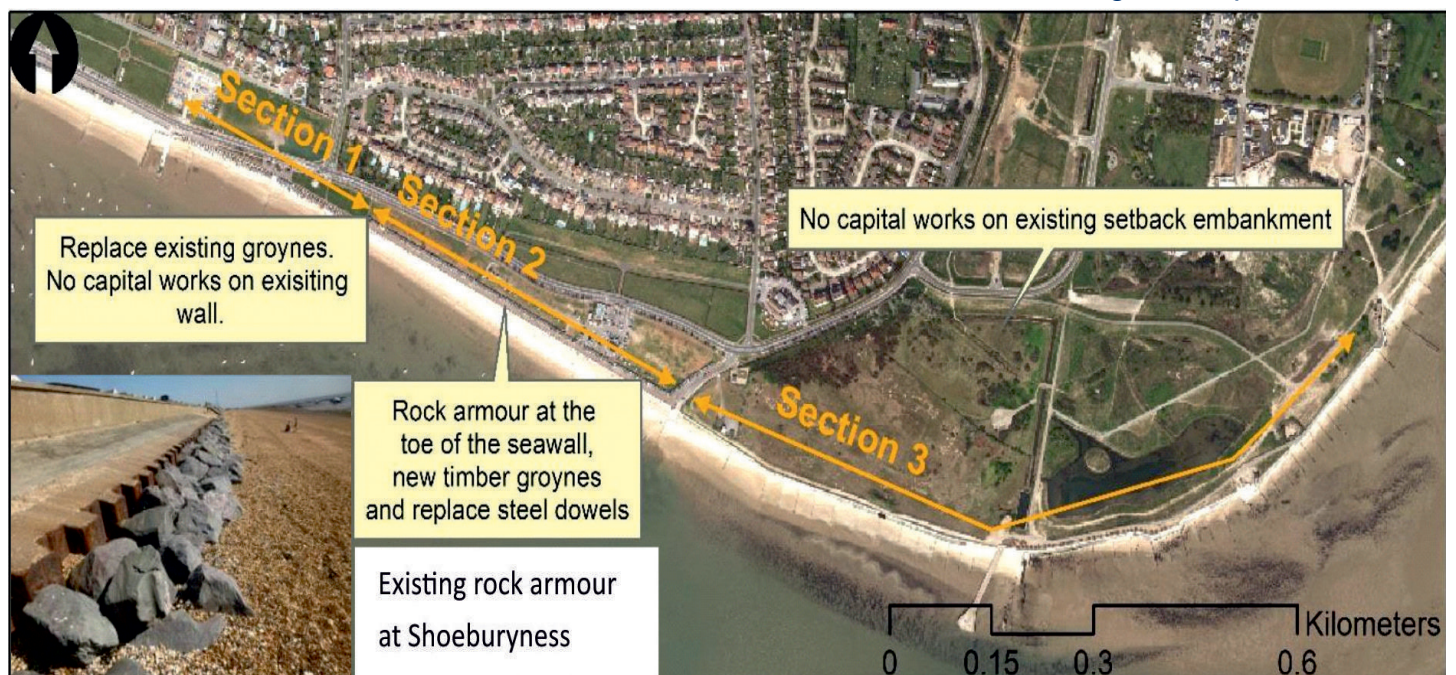 Section 1
Section 2
Section 3
Replace existing groynes.
No capital works on exisiting
wall.
No capital works on existing setback embankment
Rock armour at the
toe of the seawall,
new timber groynes
and replace steel dowels
Existing rock armour
at Shoeburyness
Kilometers
0 0.15 0.3 0.6